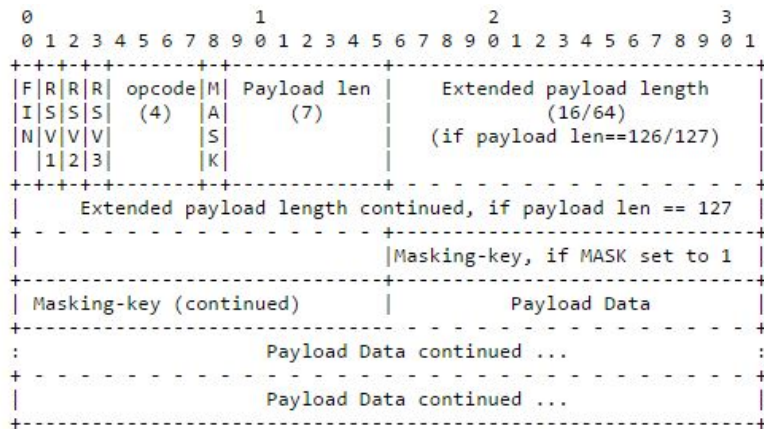 0                   1                   2                   3
0 1 2 3 4 5 6 7 8 9 0 1 2 3 4 5 6 7 8 9 0 1 2 3 4 5 6 7 8 9 0 1
+-+-+-+-+-------+-+-------------+-------------------------------+
|F|R|R|R| opcode|M| Payload len |    Extended payload length    |
|I|S|S|S|  (4)  |A|     (7)     |             (16/64)           |
|N|V|V|V|       |S|             |   (if payload len==126/127)   |
| |1|2|3|       |K|             |                               |
+-+-+-+-+-------+-+-------------+ - - - - - - - - - - - - - - - +
|     Extended payload length continued, if payload len == 127  |
+ - - - - - - - - - - - - - - - +-------------------------------+
|                               |Masking-key, if MASK set to 1  |
+-------------------------------+-------------------------------+
| Masking-key (continued)       |          Payload Data         |
+-------------------------------- - - - - - - - - - - - - - - - +
:                     Payload Data continued ...                :
+ - - - - - - - - - - - - - - - - - - - - - - - - - - - - - - - +
|                     Payload Data continued ...                |
+---------------------------------------------------------------+